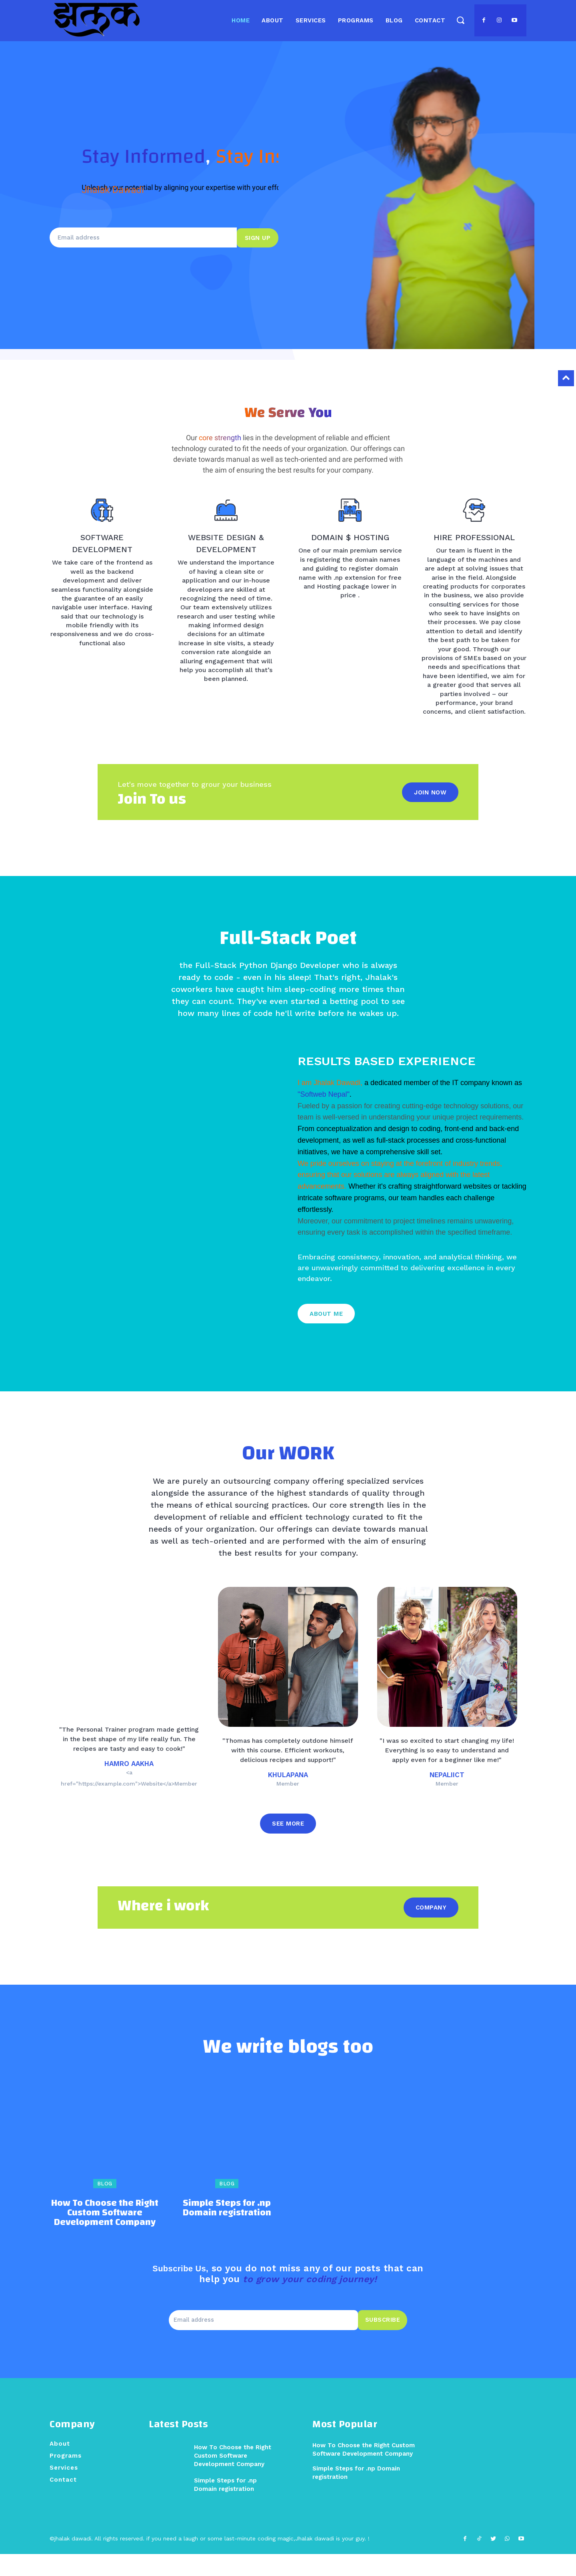 झलक
HOME ABOUT SERVICES PROGRAMS BLOG CONTACT
Stay Informed, Stay Ins
Unleash your potential by aligning your expertise with your effo
Email address
SIGN UP
We Serve You
Our core strength lies in the development of reliable and efficient
technology curated to fit the needs of your organization. Our offerings can
deviate towards manual as well as tech-oriented and are performed with
the aim of ensuring the best results for your company.
SOFTWARE
DEVELOPMENT
We take care of the frontend as
well as the backend
development and deliver
seamless functionality alongside
the guarantee of an easily
navigable user interface. Having
said that our technology is
mobile friendly with its
responsiveness and we do cross-
functional also
WEBSITE DESIGN &
DEVELOPMENT
We understand the importance
of having a clean site or
application and our in-house
developers are skilled at
recognizing the need of time.
Our team extensively utilizes
research and user testing while
making informed design
decisions for an ultimate
increase in site visits, a steady
conversion rate alongside an
alluring engagement that will
help you accomplish all that's
been planned.
DOMAIN $ HOSTING
One of our main premium service
is registering the domain names
and guiding to register domain
name with .np extension for free
and Hosting package lower in
price .
HIRE PROFESSIONAL
Our team is fluent in the
language of the machines and
are adept at solving issues that
arise in the field. Alongside
creating products for corporates
in the business, we also provide
consulting services for those
who seek to have insights on
their processes. We pay close
attention to detail and identify
the best path to be taken for
your good. Through our
provisions of SMEs based on your
needs and specifications that
have been identified, we aim for
a greater good that serves all
parties involved – our
performance, your brand
concerns, and client satisfaction.
Let's move together to grour your business
Join To us
JOIN NOW
Full-Stack Poet
the Full-Stack Python Django Developer who is always
ready to code - even in his sleep! That's right, Jhalak's
coworkers have caught him sleep-coding more times than
they can count. They've even started a betting pool to see
how many lines of code he'll write before he wakes up.
RESULTS BASED EXPERIENCE
a dedicated member of the IT company known as
"Softweb Nepal".
Fueled by a passion for creating cutting-edge technology solutions, our
team is well-versed in understanding your unique project requirements.
From conceptualization and design to coding, front-end and back-end
development, as well as full-stack processes and cross-functional
initiatives, we have a comprehensive skill set.
Whether it's crafting straightforward websites or tackling
intricate software programs, our team handles each challenge
effortlessly.
Moreover, our commitment to project timelines remains unwavering,
ensuring every task is accomplished within the specified timeframe.
Embracing consistency, innovation, and analytical thinking, we
are unwaveringly committed to delivering excellence in every
endeavor.
ABOUT ME
Our WORK
We are purely an outsourcing company offering specialized services
alongside the assurance of the highest standards of quality through
the means of ethical sourcing practices. Our core strength lies in the
development of reliable and efficient technology curated to fit the
needs of your organization. Our offerings can deviate towards manual
as well as tech-oriented and are performed with the aim of ensuring
the best results for your company.
"The Personal Trainer program made getting
in the best shape of my life really fun. The
recipes are tasty and easy to cook!"
HAMRO AAKHA
<a
href="https://example.com">Website</a>Member
"Thomas has completely outdone himself
with this course. Efficient workouts,
delicious recipes and support!"
KHULAPANA
Member
"I was so excited to start changing my life!
Everything is so easy to understand and
apply even for a beginner like me!"
NEPALIICT
Member
SEE MORE
Where i work
COMPANY
We write blogs too
BLOG
How To Choose the Right
Custom Software
Development Company
BLOG
Simple Steps for .np
Domain registration
Subscribe Us, so you do not miss any of our posts that can
help you to grow your coding journey!
Email address
SUBSCRIBE
Company
About
Programs
Services
Contact
Latest Posts
How To Choose the Right
Custom Software
Development Company
Simple Steps for .np
Domain registration
Most Popular
How To Choose the Right Custom
Software Development Company
Simple Steps for .np Domain
registration
©jhalak dawadi. All rights reserved. if you need a laugh or some last-minute coding magic,Jhalak dawadi is your guy. !